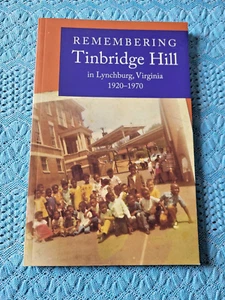 REMEMBERING
Tinbridge Hill
in Lynchburg, Virginia
1920–1970